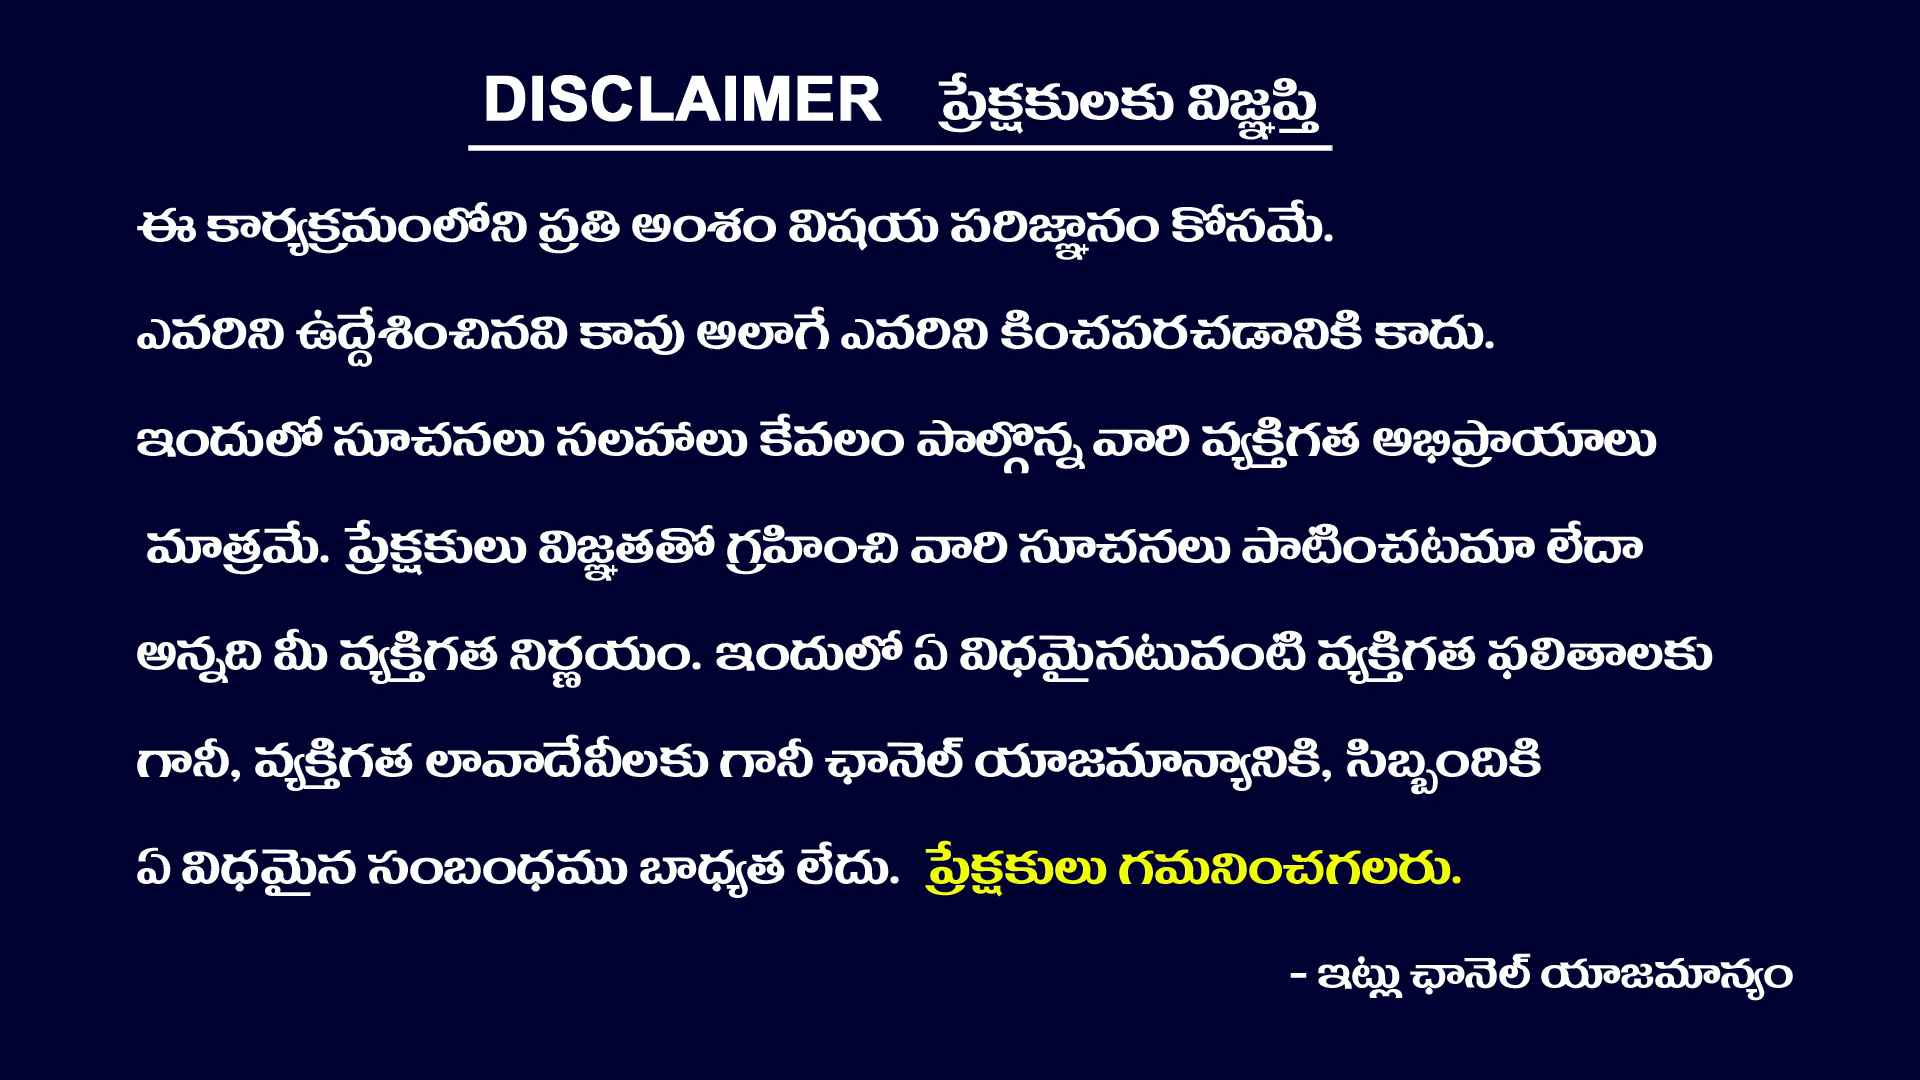 DISCLAIMER ప్రేక్షకులకు విజ్ఞప్తి
ఈ కార్యక్రమంలోని ప్రతి అంశం విషయ పరిజ్ఞానం కోసమే.
ఎవరిని ఉద్దేశించినవి కావు అలాగే ఎవరిని కించపరచడానికి కాదు.
ఇందులో సూచనలు సలహాలు కేవలం పాల్గొన్న వారి వ్యక్తిగత అభిప్రాయాలు
మాత్రమే. ప్రేక్షకులు విజ్ఞతతో గ్రహించి వారి సూచనలు పాటించటమా లేదా
అన్నది మీ వ్యక్తిగత నిర్ణయం. ఇందులో ఏ విధమైనటువంటి వ్యక్తిగత ఫలితాలకు
గానీ, వ్యక్తిగత లావాదేవీలకు గానీ ఛానెల్ యాజమాన్యానికి, సిబ్బందికి
ఏ విధమైన సంబంధము బాధ్యత లేదు. ప్రేక్షకులు గమనించగలరు.
- ఇట్లు ఛానెల్ యాజమాన్యం